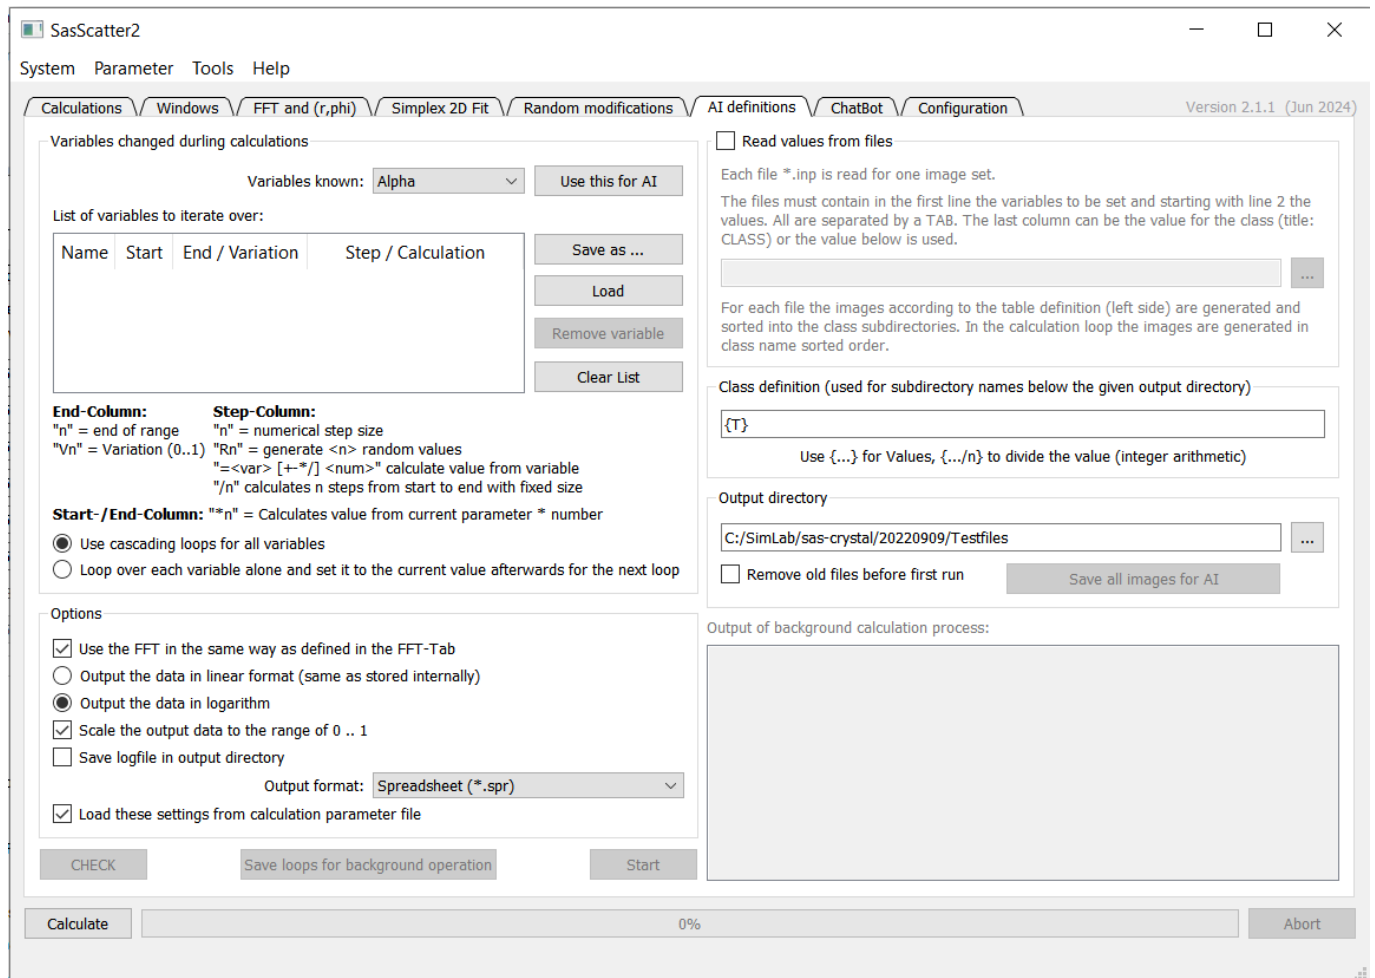 SasScatter2
System Parameter Tools Help
Calculations Windows FFT and (r,phi) Simplex 2D Fit Random modifications AI definitions ChatBot Configuration Version 2.1.1 (Jun 2024)
Variables changed durling calculations
Variables known: Alpha Use this for AI
List of variables to iterate over:
Name Start End / Variation Step / Calculation
Save as ...
Load
Remove variable
Clear List
End-Column: Step-Column:
"n" = end of range "n" = numerical step size
"Vn" = Variation (0..1) "Rn" = generate <n> random values
"=<var> [+-*/] <num>" calculate value from variable
"/n" calculates n steps from start to end with fixed size
Start-/End-Column: "*n" = Calculates value from current parameter * number
Use cascading loops for all variables
Loop over each variable alone and set it to the current value afterwards for the next loop
Options
Use the FFT in the same way as defined in the FFT-Tab
Output the data in linear format (same as stored internally)
Output the data in logarithm
Scale the output data to the range of 0 .. 1
Save logfile in output directory
Output format: Spreadsheet (*.spr)
Load these settings from calculation parameter file
CHECK Save loops for background operation Start
Read values from files
Each file *.inp is read for one image set.
The files must contain in the first line the variables to be set and starting with line 2 the
values. All are separated by a TAB. The last column can be the value for the class (title:
CLASS) or the value below is used.
...
For each file the images according to the table definition (left side) are generated and
sorted into the class subdirectories. In the calculation loop the images are generated in
class name sorted order.
Class definition (used for subdirectory names below the given output directory)
{T}
Use {...} for Values, {.../n} to divide the value (integer arithmetic)
Output directory
C:/SimLab/sas-crystal/20220909/Testfiles ...
Remove old files before first run Save all images for AI
Output of background calculation process:
Calculate 0% Abort